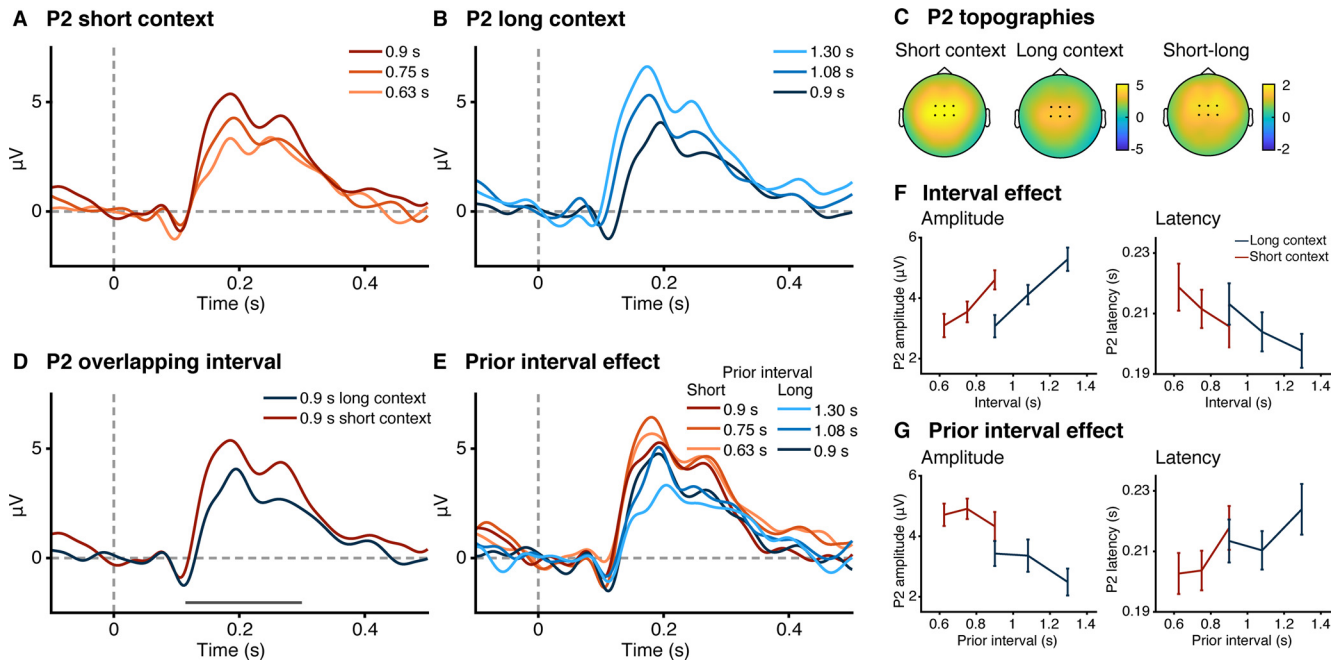 A P2 short context
5
0
μV
0
0.2
0.4
Time (s)
0.9 s
0.75 s
0.63 s
B P2 long context
5
0
μV
0
0.2
0.4
Time (s)
1.30 s
1.08 s
0.9 s
C P2 topographies
Short context
Long context
Short-long
5
0
-5
2
0
-2
D P2 overlapping interval
0.9 s long context
0.9 s short context
5
0
μV
0
0.2
0.4
Time (s)
E Prior interval effect
Prior interval
Short Long
0.9 s 1.30 s
0.75 s 1.08 s
0.63 s 0.9 s
5
0
μV
0
0.2
0.4
Time (s)
F Interval effect
Amplitude
6
4
2
P2 amplitude (μV)
0.6 0.8 1 1.2 1.4
Interval (s)
Latency
Long context
Short context
0.23
0.21
0.19
P2 latency (s)
0.6 0.8 1 1.2 1.4
Interval (s)
G Prior interval effect
Amplitude
6
4
2
P2 amplitude (μV)
0.6 0.8 1 1.2 1.4
Prior interval (s)
Latency
0.23
0.21
0.19
P2 latency (s)
0.6 0.8 1 1.2 1.4
Prior interval (s)